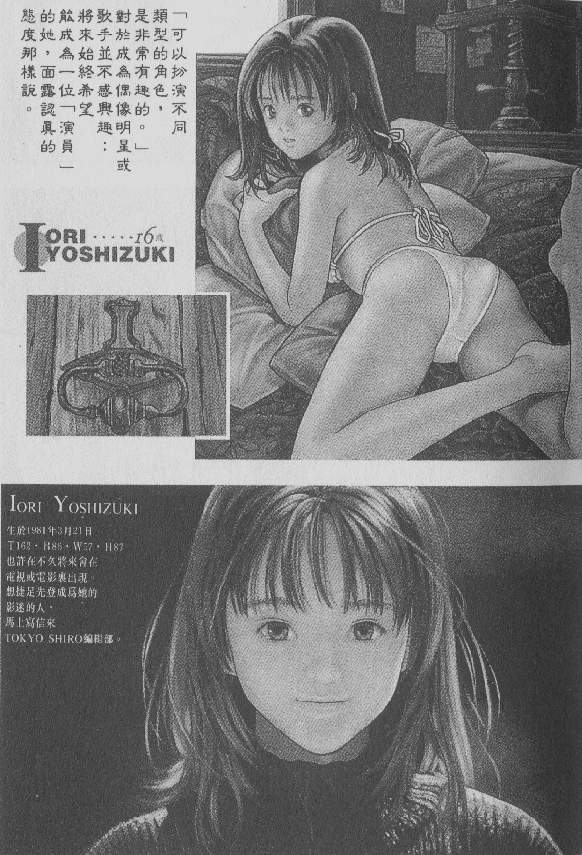 「可以扮演不同
類型的角色，
是非常有趣的。」
對於成為偶像明星或
歌手並不感興趣：
將來始終希望
能成為一位「演員」
的她，面露認真的
態度那樣說。
IORI ·····16歲
YOSHIZUKI
IORI YOSHIZUKI
生於1981年3月21日
T162·B86·W57·H87
也許在不久將來會在
電視或電影裏出現。
想捷足先登成爲她的
影迷的人，
馬上寫信來
TOKYO SHIRO編輯部。